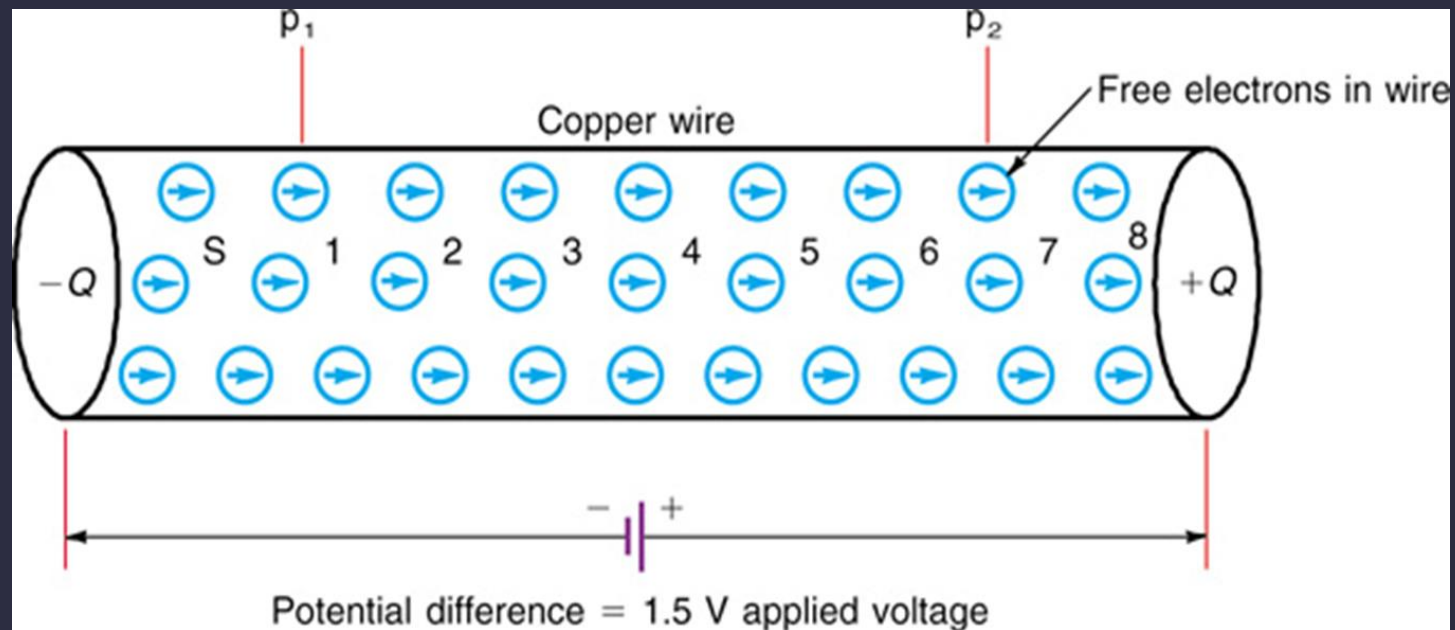 p₁ p₂
Free electrons in wire
Copper wire
S 1 2 3 4 5 6 7 8
−Q +Q
− +
Potential difference = 1.5 V applied voltage